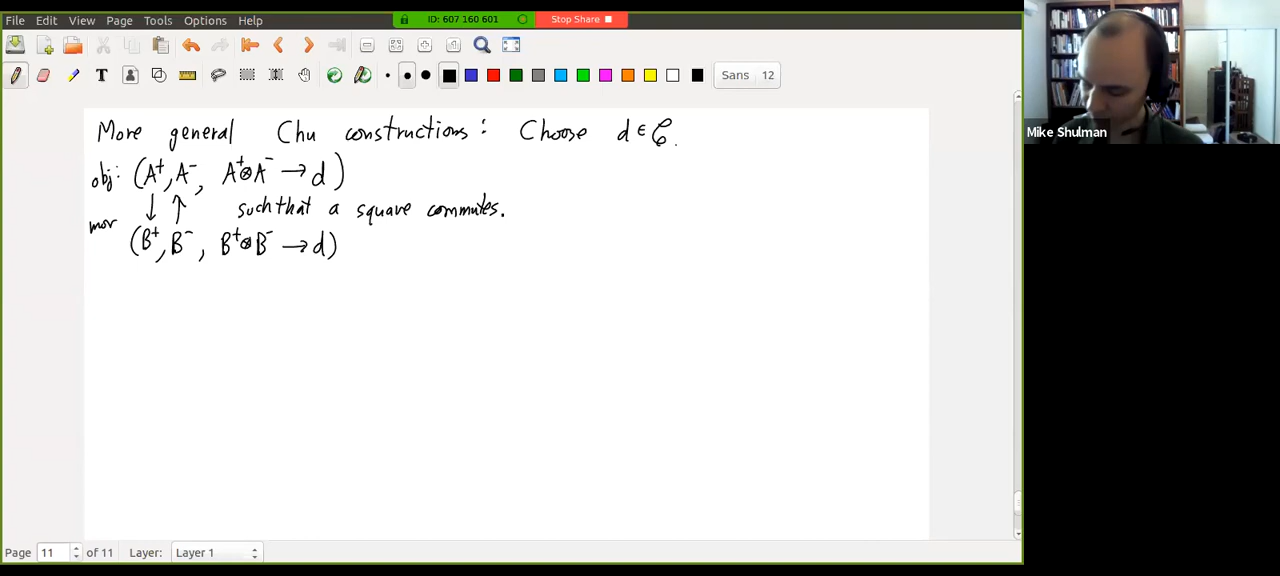 File Edit View Page Tools Options Help
ID: 607 160 601 Stop Share
Sans 12
More general Chu constructions: Choose d ∈ 𝒞.
obj: (A⁺, A⁻, A⁺⊗A⁻ → d)
mor ↓ ↑ such that a square commutes.
(B⁺, B⁻, B⁺⊗B⁻ → d)
Mike Shulman
Page 11 of 11 Layer: Layer 1